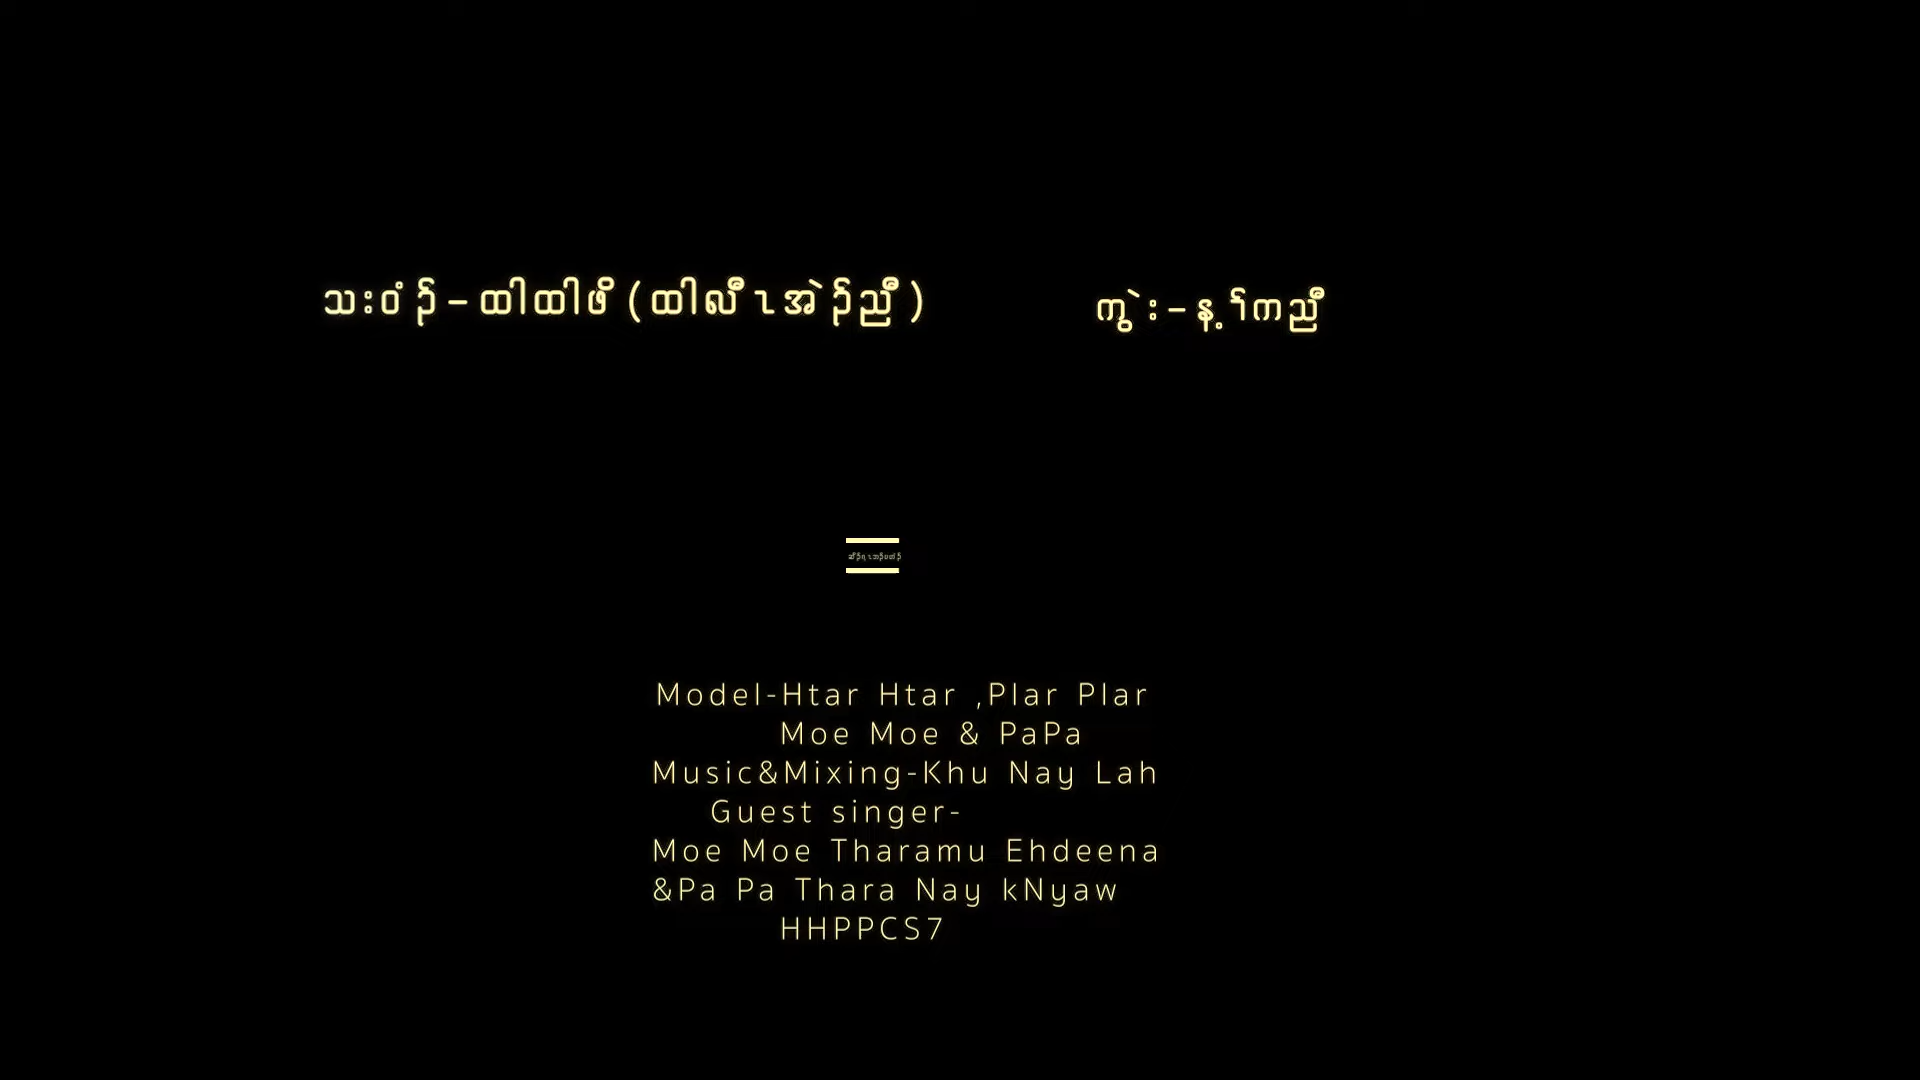 သးဝံၣ်–ထါထါဖိ(ထါလီၤအဲၣ်ညီ)
ကွဲး–န့ၢ်ကညီ
Model-Htar Htar ,Plar Plar
Moe Moe & PaPa
Music&Mixing-Khu Nay Lah
Guest singer-
Moe Moe Tharamu Ehdeena
&Pa Pa Thara Nay kNyaw
HHPPCS7